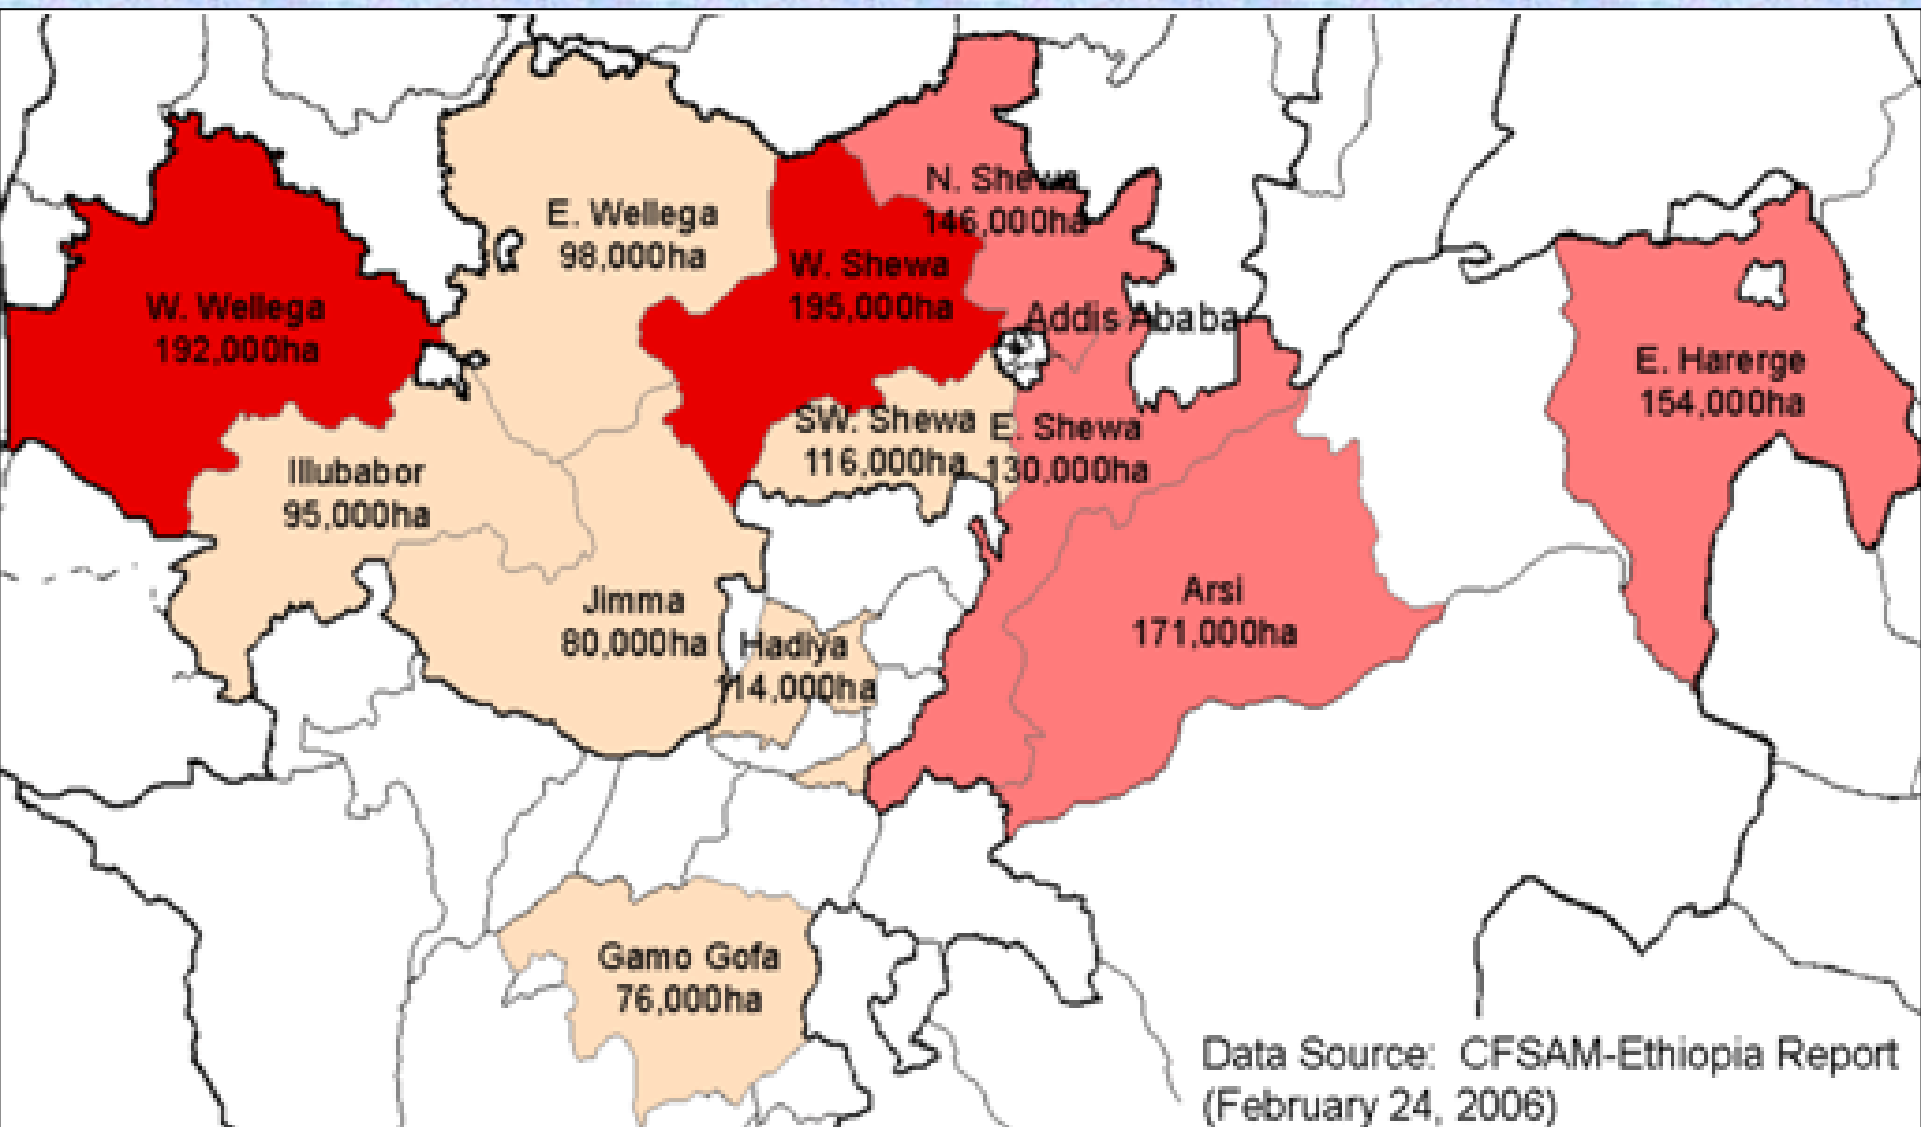 N. Shewa
146,000ha
E. Wellega
98,000ha
W. Shewa
195,000ha
W. Wellega
192,000ha
Addis Ababa
E. Harerge
154,000ha
SW. Shewa
116,000ha
E. Shewa
130,000ha
Illubabor
95,000ha
Jimma
80,000ha
Hadiya
114,000ha
Arsi
171,000ha
Gamo Gofa
76,000ha
Data Source: CFSAM-Ethiopia Report
(February 24, 2006)